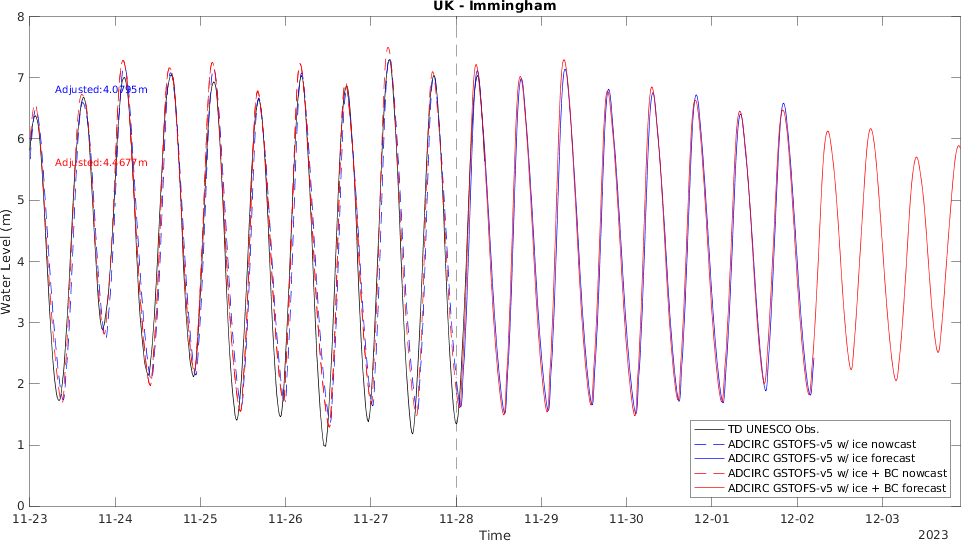 UK - Immingham
8
7
6
5
4
3
2
1
0
Water Level (m)
Adjusted:4.0795m
Adjusted:4.4677m
TD UNESCO Obs.
ADCIRC GSTOFS-v5 w/ ice nowcast
ADCIRC GSTOFS-v5 w/ ice forecast
ADCIRC GSTOFS-v5 w/ ice + BC nowcast
ADCIRC GSTOFS-v5 w/ ice + BC forecast
11-23 11-24 11-25 11-26 11-27 11-28 11-29 11-30 12-01 12-02 12-03
Time
2023